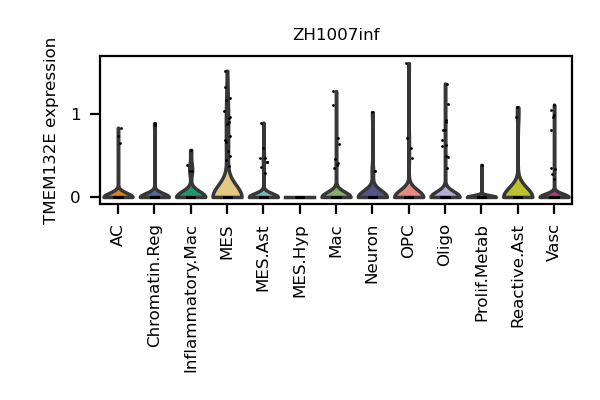 ZH1007inf
TMEM132E expression
1
0
AC
Chromatin.Reg
Inflammatory.Mac
MES
MES.Ast
MES.Hyp
Mac
Neuron
OPC
Oligo
Prolif.Metab
Reactive.Ast
Vasc